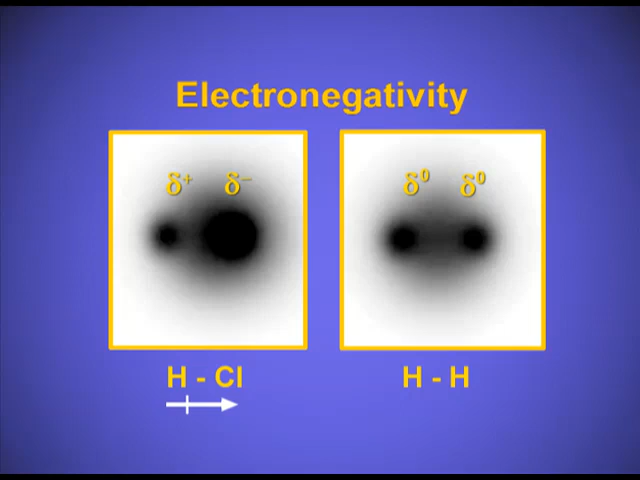 Electronegativity
δ⁺ δ⁻
δ⁰ δ⁰
H - Cl
H - H